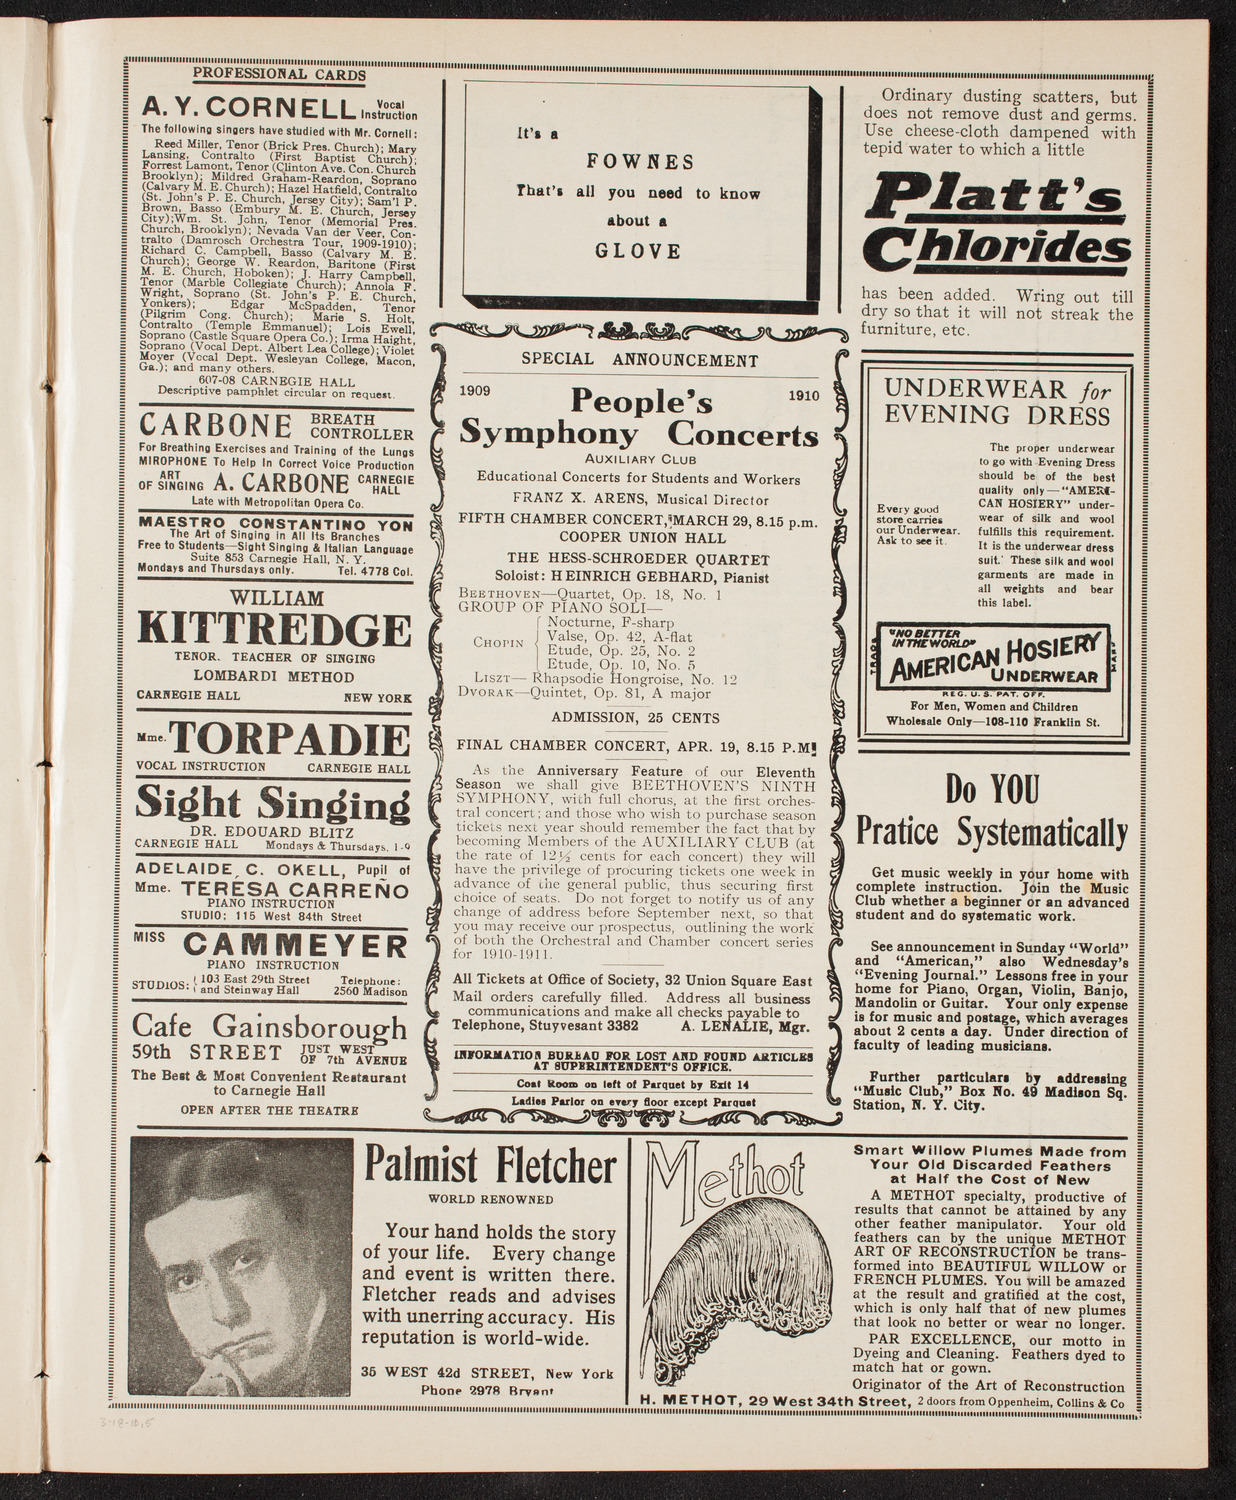 PROFESSIONAL CARDS
A. Y. CORNELL Vocal Instruction
The following singers have studied with Mr. Cornell:
Reed Miller, Tenor (Brick Pres. Church); Mary
Lansing, Contralto (First Baptist Church);
Forrest Lamont, Tenor (Clinton Ave. Con. Church
Brooklyn); Mildred Graham-Reardon, Soprano
(Calvary M. E. Church); Hazel Hatfield, Contralto
(St. John's P. E. Church, Jersey City); Sam'l P.
Brown, Basso (Embury M. E. Church, Jersey
City); Wm. St. John, Tenor (Memorial Pres.
Church, Brooklyn); Nevada Van der Veer, Con-
tralto (Damrosch Orchestra Tour, 1909-1910);
Richard C. Campbell, Basso (Calvary M. E.
Church); George W. Reardon, Baritone (First
M. E. Church, Hoboken); J. Harry Campbell,
Tenor (Marble Collegiate Church); Annola F.
Wright, Soprano (St. John's P. E. Church,
Yonkers); Edgar McSpadden, Tenor
(Pilgrim Cong. Church); Marie S. Holt,
Contralto (Temple Emmanuel); Lois Ewell,
Soprano (Castle Square Opera Co.); Irma Haight,
Soprano (Vocal Dept. Albert Lea College); Violet
Moyer (Vocal Dept. Wesleyan College, Macon,
Ga.); and many others.
607-08 CARNEGIE HALL
Descriptive pamphlet circular on request.
CARBONE BREATH CONTROLLER
For Breathing Exercises and Training of the Lungs
MIROPHONE To Help In Correct Voice Production
ART OF SINGING A. CARBONE CARNEGIE HALL
Late with Metropolitan Opera Co.
MAESTRO CONSTANTINO YON
The Art of Singing in All Its Branches
Free to Students—Sight Singing & Italian Language
Suite 853 Carnegie Hall, N. Y.
Mondays and Thursdays only. Tel. 4778 Col.
WILLIAM
KITTREDGE
TENOR. TEACHER OF SINGING
LOMBARDI METHOD
CARNEGIE HALL NEW YORK
Mme. TORPADIE
VOCAL INSTRUCTION CARNEGIE HALL
Sight Singing
DR. EDOUARD BLITZ
CARNEGIE HALL Mondays & Thursdays, 1-9
ADELAIDE C. OKELL, Pupil of
Mme. TERESA CARREÑO
PIANO INSTRUCTION
STUDIO: 115 West 84th Street
MISS CAMMEYER
PIANO INSTRUCTION
STUDIOS: 103 East 29th Street and Steinway Hall Telephone: 2560 Madison
Cafe Gainsborough
59th STREET JUST WEST OF 7th AVENUE
The Best & Most Convenient Restaurant
to Carnegie Hall
OPEN AFTER THE THEATRE
It's a
FOWNES
That's all you need to know
about a
GLOVE
SPECIAL ANNOUNCEMENT
1909 People's 1910
Symphony Concerts
AUXILIARY CLUB
Educational Concerts for Students and Workers
FRANZ X. ARENS, Musical Director
FIFTH CHAMBER CONCERT, MARCH 29, 8.15 p.m.
COOPER UNION HALL
THE HESS-SCHROEDER QUARTET
Soloist: HEINRICH GEBHARD, Pianist
BEETHOVEN—Quartet, Op. 18, No. 1
GROUP OF PIANO SOLI—
CHOPIN
Nocturne, F-sharp
Valse, Op. 42, A-flat
Etude, Op. 25, No. 2
Etude, Op. 10, No. 5
LISZT—Rhapsodie Hongroise, No. 12
DVORAK—Quintet, Op. 81, A major
ADMISSION, 25 CENTS
FINAL CHAMBER CONCERT, APR. 19, 8.15 P.M.
As the Anniversary Feature of our Eleventh
Season we shall give BEETHOVEN'S NINTH
SYMPHONY, with full chorus, at the first orches-
tral concert; and those who wish to purchase season
tickets next year should remember the fact that by
becoming Members of the AUXILIARY CLUB (at
the rate of 12½ cents for each concert) they will
have the privilege of procuring tickets one week in
advance of the general public, thus securing first
choice of seats. Do not forget to notify us of any
change of address before September next, so that
you may receive our prospectus, outlining the work
of both the Orchestral and Chamber concert series
for 1910-1911.
All Tickets at Office of Society, 32 Union Square East
Mail orders carefully filled. Address all business
communications and make all checks payable to
Telephone, Stuyvesant 3382 A. LENALIE, Mgr.
INFORMATION BUREAU FOR LOST AND FOUND ARTICLES
AT SUPERINTENDENT'S OFFICE.
Coat Room on left of Parquet by Exit 14
Ladies Parlor on every floor except Parquet
Ordinary dusting scatters, but
does not remove dust and germs.
Use cheese-cloth dampened with
tepid water to which a little
Platt's
Chlorides
has been added. Wring out till
dry so that it will not streak the
furniture, etc.
UNDERWEAR for
EVENING DRESS
Every good
store carries
our Underwear.
Ask to see it.
The proper underwear
to go with Evening Dress
should be of the best
quality only—"AMERI-
CAN HOSIERY" under-
wear of silk and wool
fulfills this requirement.
It is the underwear dress
suit. These silk and wool
garments are made in
all weights and bear
this label.
TRADE MARK
"NO BETTER
IN THE WORLD"
AMERICAN HOSIERY
UNDERWEAR
REG. U. S. PAT. OFF.
For Men, Women and Children
Wholesale Only—108-110 Franklin St.
Do YOU
Pratice Systematically
Get music weekly in your home with
complete instruction. Join the Music
Club whether a beginner or an advanced
student and do systematic work.
See announcement in Sunday "World"
and "American," also Wednesday's
"Evening Journal." Lessons free in your
home for Piano, Organ, Violin, Banjo,
Mandolin or Guitar. Your only expense
is for music and postage, which averages
about 2 cents a day. Under direction of
faculty of leading musicians.
Further particulars by addressing
"Music Club," Box No. 49 Madison Sq.
Station, N. Y. City.
Palmist Fletcher
WORLD RENOWNED
Your hand holds the story
of your life. Every change
and event is written there.
Fletcher reads and advises
with unerring accuracy. His
reputation is world-wide.
35 WEST 42d STREET, New York
Phone 2978 Bryant
Methot
Smart Willow Plumes Made from
Your Old Discarded Feathers
at Half the Cost of New
A METHOT specialty, productive of
results that cannot be attained by any
other feather manipulator. Your old
feathers can by the unique METHOT
ART OF RECONSTRUCTION be trans-
formed into BEAUTIFUL WILLOW or
FRENCH PLUMES. You will be amazed
at the result and gratified at the cost,
which is only half that of new plumes
that look no better or wear no longer.
PAR EXCELLENCE, our motto in
Dyeing and Cleaning. Feathers dyed to
match hat or gown.
Originator of the Art of Reconstruction
H. METHOT, 29 West 34th Street, 2 doors from Oppenheim, Collins & Co
3-18-10,5